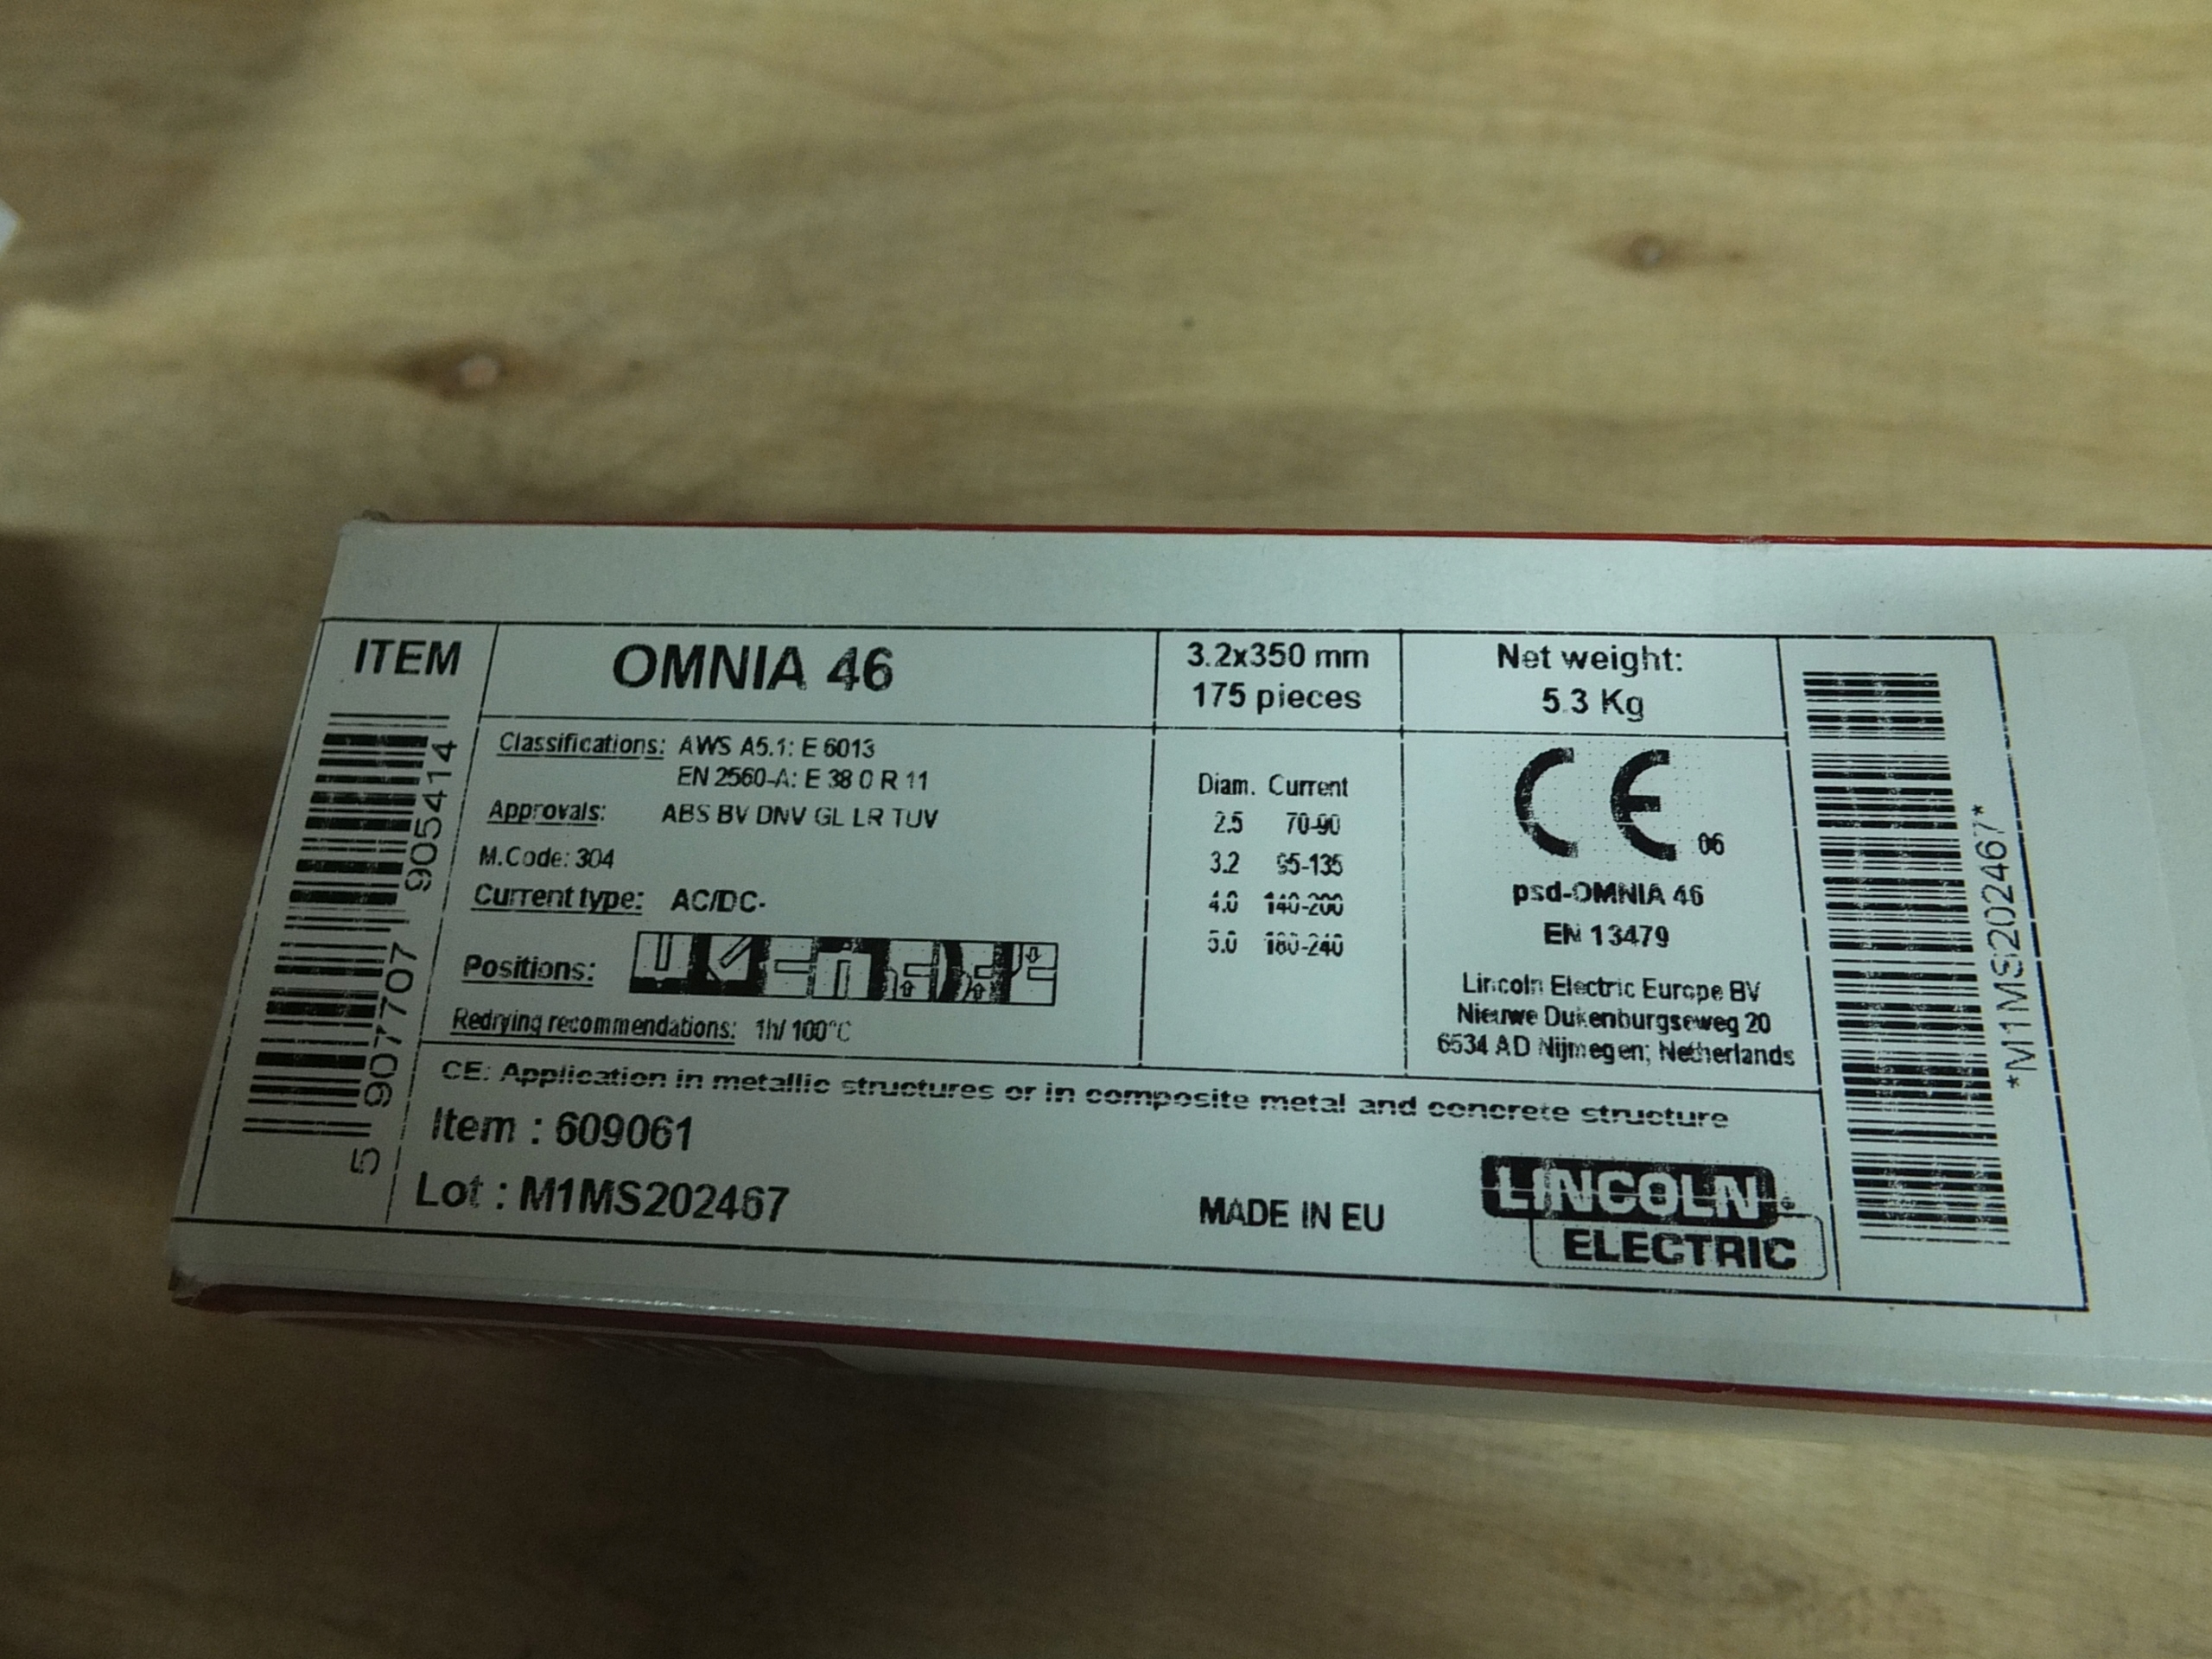 ITEM
5 907707 905414
OMNIA 46
3.2x350 mm
175 pieces
Net weight:
5.3 Kg
Classifications: AWS A5.1: E 6013
EN 2560-A: E 38 0 R 11
Approvals: ABS BV DNV GL LR TUV
M.Code: 304
Current type: AC/DC-
Positions:
Redrying recommendations: 1h/ 100°C
Diam. Current
2.5 70-90
3.2 95-135
4.0 140-200
5.0 180-240
CE 06
psd-OMNIA 46
EN 13479
Lincoln Electric Europe BV
Nieuwe Dukenburgseweg 20
6534 AD Nijmegen; Netherlands
CE: Application in metallic structures or in composite metal and concrete structure
Item : 609061
Lot : M1MS202467
MADE IN EU
LINCOLN
ELECTRIC
*M1MS202467*